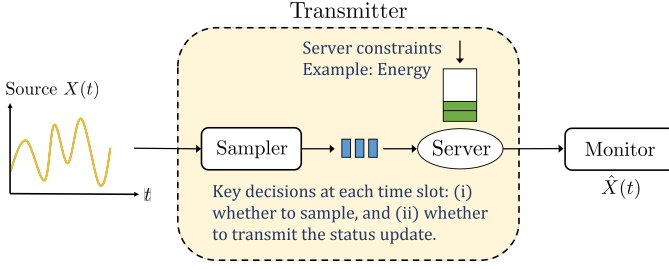 Transmitter
Server constraints
Example: Energy
Source X(t)
Sampler
Server
Monitor
X̂(t)
t
Key decisions at each time slot: (i)
whether to sample, and (ii) whether
to transmit the status update.